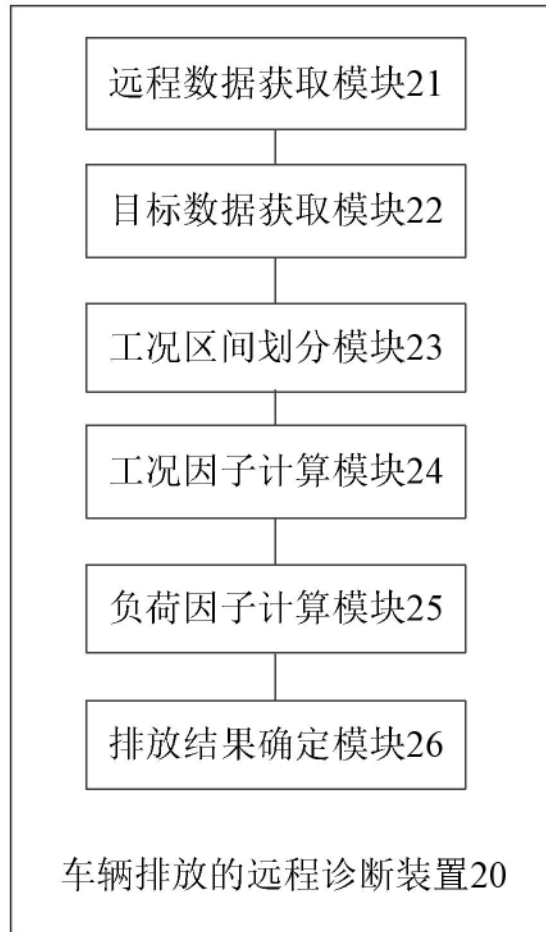 远程数据获取模块21
目标数据获取模块22
工况区间划分模块23
工况因子计算模块24
负荷因子计算模块25
排放结果确定模块26
车辆排放的远程诊断装置20